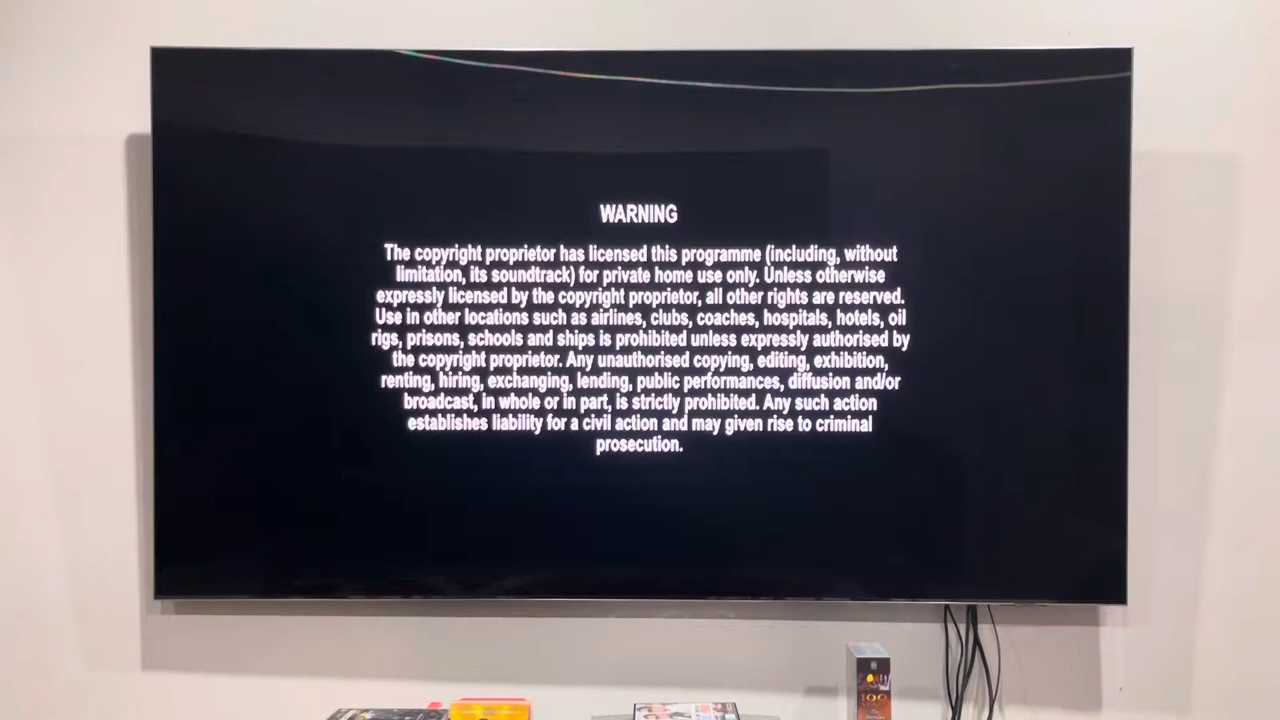 WARNING
The copyright proprietor has licensed this programme (including, without
limitation, its soundtrack) for private home use only. Unless otherwise
expressly licensed by the copyright proprietor, all other rights are reserved.
Use in other locations such as airlines, clubs, coaches, hospitals, hotels, oil
rigs, prisons, schools and ships is prohibited unless expressly authorised by
the copyright proprietor. Any unauthorised copying, editing, exhibition,
renting, hiring, exchanging, lending, public performances, diffusion and/or
broadcast, in whole or in part, is strictly prohibited. Any such action
establishes liability for a civil action and may given rise to criminal
prosecution.
100